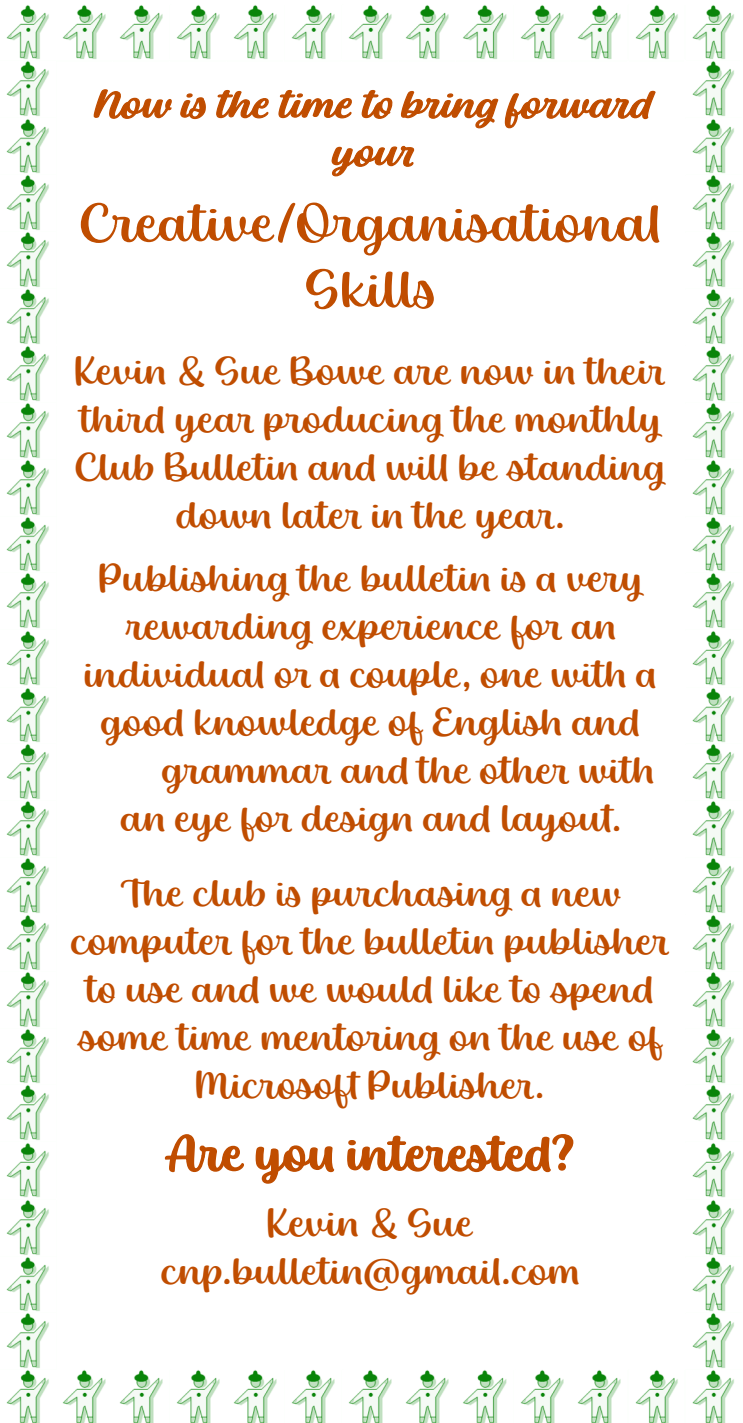 Now is the time to bring forward
your
Creative/Organisational
Skills
Kevin & Sue Bowe are now in their
third year producing the monthly
Club Bulletin and will be standing
down later in the year.
Publishing the bulletin is a very
rewarding experience for an
individual or a couple, one with a
good knowledge of English and
grammar and the other with
an eye for design and layout.
The club is purchasing a new
computer for the bulletin publisher
to use and we would like to spend
some time mentoring on the use of
Microsoft Publisher.
Are you interested?
Kevin & Sue
cnp.bulletin@gmail.com